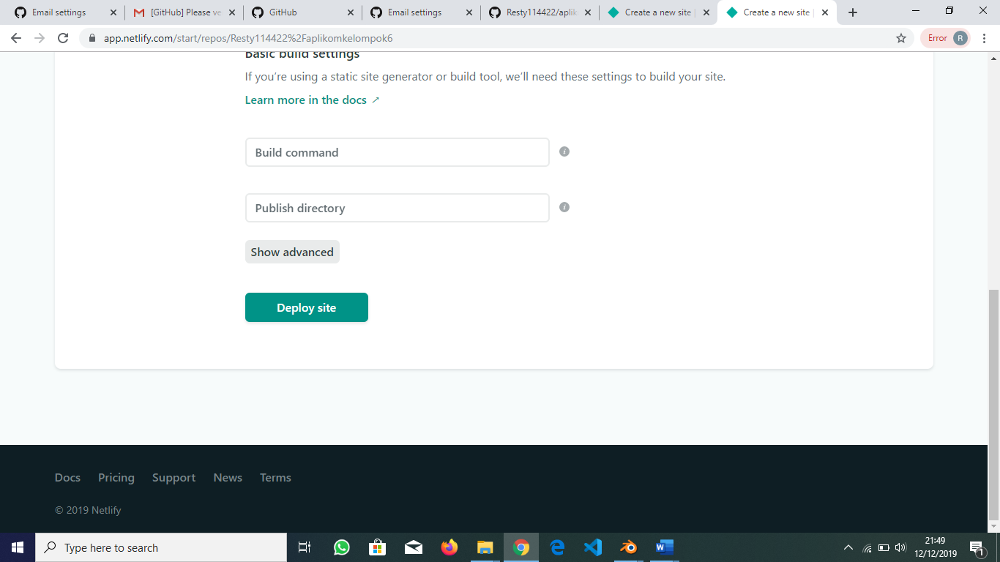 Email settings
[GitHub] Please ve
GitHub
Email settings
Resty114422/aplik
Create a new site |
Create a new site |
app.netlify.com/start/repos/Resty114422%2Faplikomkelompok6
Error R
Basic build settings
If you're using a static site generator or build tool, we'll need these settings to build your site.
Learn more in the docs ↗
Build command
Publish directory
Show advanced
Deploy site
Docs Pricing Support News Terms
© 2019 Netlify
Type here to search
21:49
12/12/2019
1